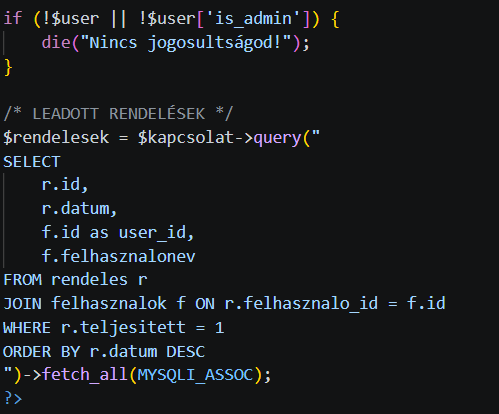 if (!$user || !$user['is_admin']) {
    die("Nincs jogosultságod!");
}
/* LEADOTT RENDELÉSEK */
$rendelesek = $kapcsolat->query("
SELECT
    r.id,
    r.datum,
    f.id as user_id,
    f.felhasznalonev
FROM rendeles r
JOIN felhasznalok f ON r.felhasznalo_id = f.id
WHERE r.teljesitett = 1
ORDER BY r.datum DESC
")->fetch_all(MYSQLI_ASSOC);
?>